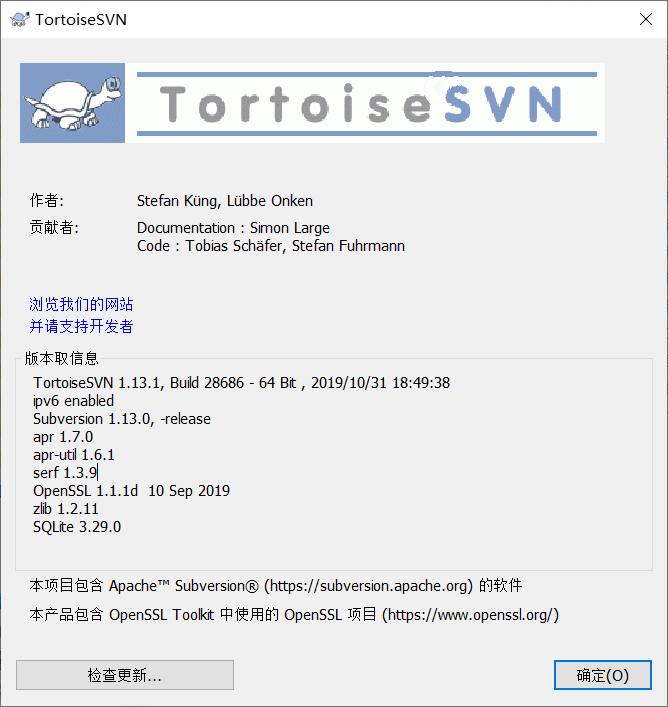 TortoiseSVN
TortoiseSVN
作者: Stefan Küng, Lübbe Onken
贡献者: Documentation : Simon Large
Code : Tobias Schäfer, Stefan Fuhrmann
浏览我们的网站
并请支持开发者
版本取信息
TortoiseSVN 1.13.1, Build 28686 - 64 Bit , 2019/10/31 18:49:38
ipv6 enabled
Subversion 1.13.0, -release
apr 1.7.0
apr-util 1.6.1
serf 1.3.9
OpenSSL 1.1.1d  10 Sep 2019
zlib 1.2.11
SQLite 3.29.0
本项目包含 Apache™ Subversion® (https://subversion.apache.org) 的软件
本产品包含 OpenSSL Toolkit 中使用的 OpenSSL 项目 (https://www.openssl.org/)
检查更新... 确定(O)